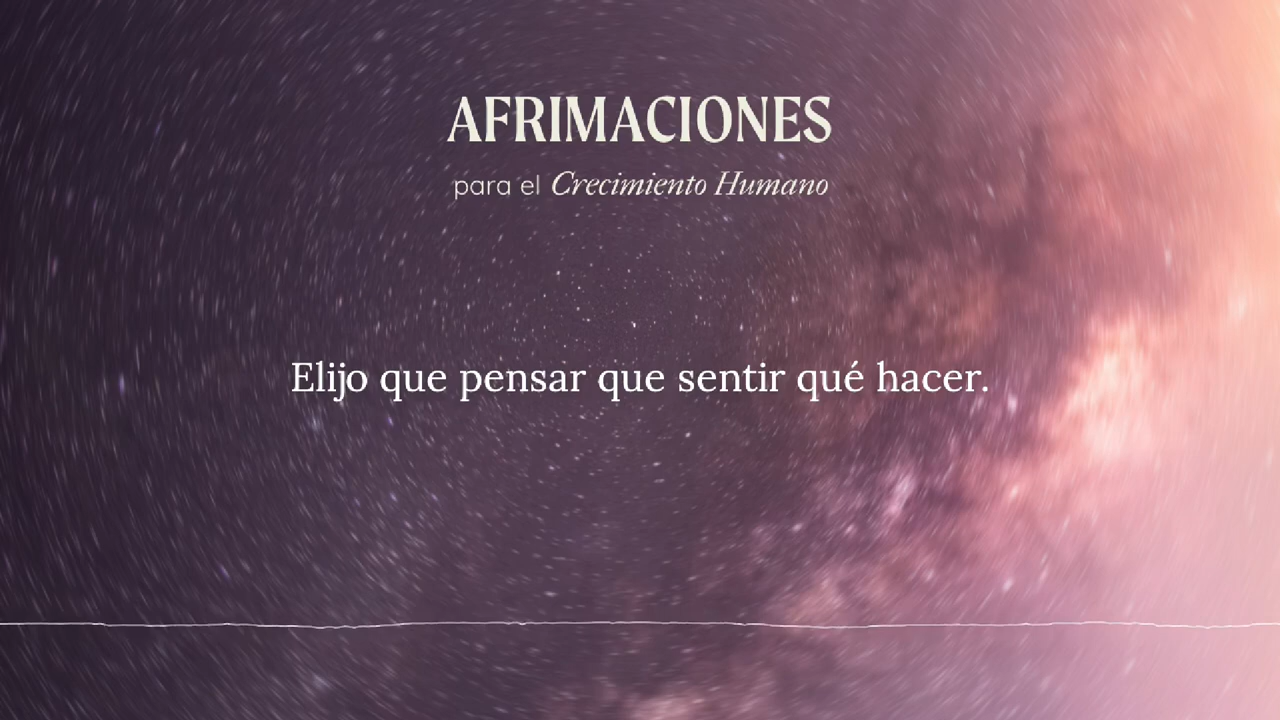 AFRIMACIONES
para el Crecimiento Humano
Elijo que pensar que sentir qué hacer.